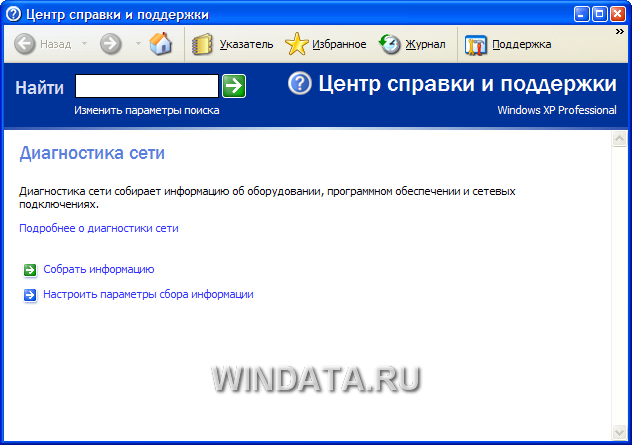 Центр справки и поддержки
Назад
Указатель
Избранное
Журнал
Поддержка
Найти
Центр справки и поддержки
Изменить параметры поиска
Windows XP Professional
Диагностика сети
Диагностика сети собирает информацию об оборудовании, программном обеспечении и сетевых
подключениях.
Подробнее о диагностики сети
Собрать информацию
Настроить параметры сбора информации
WINDATA.RU